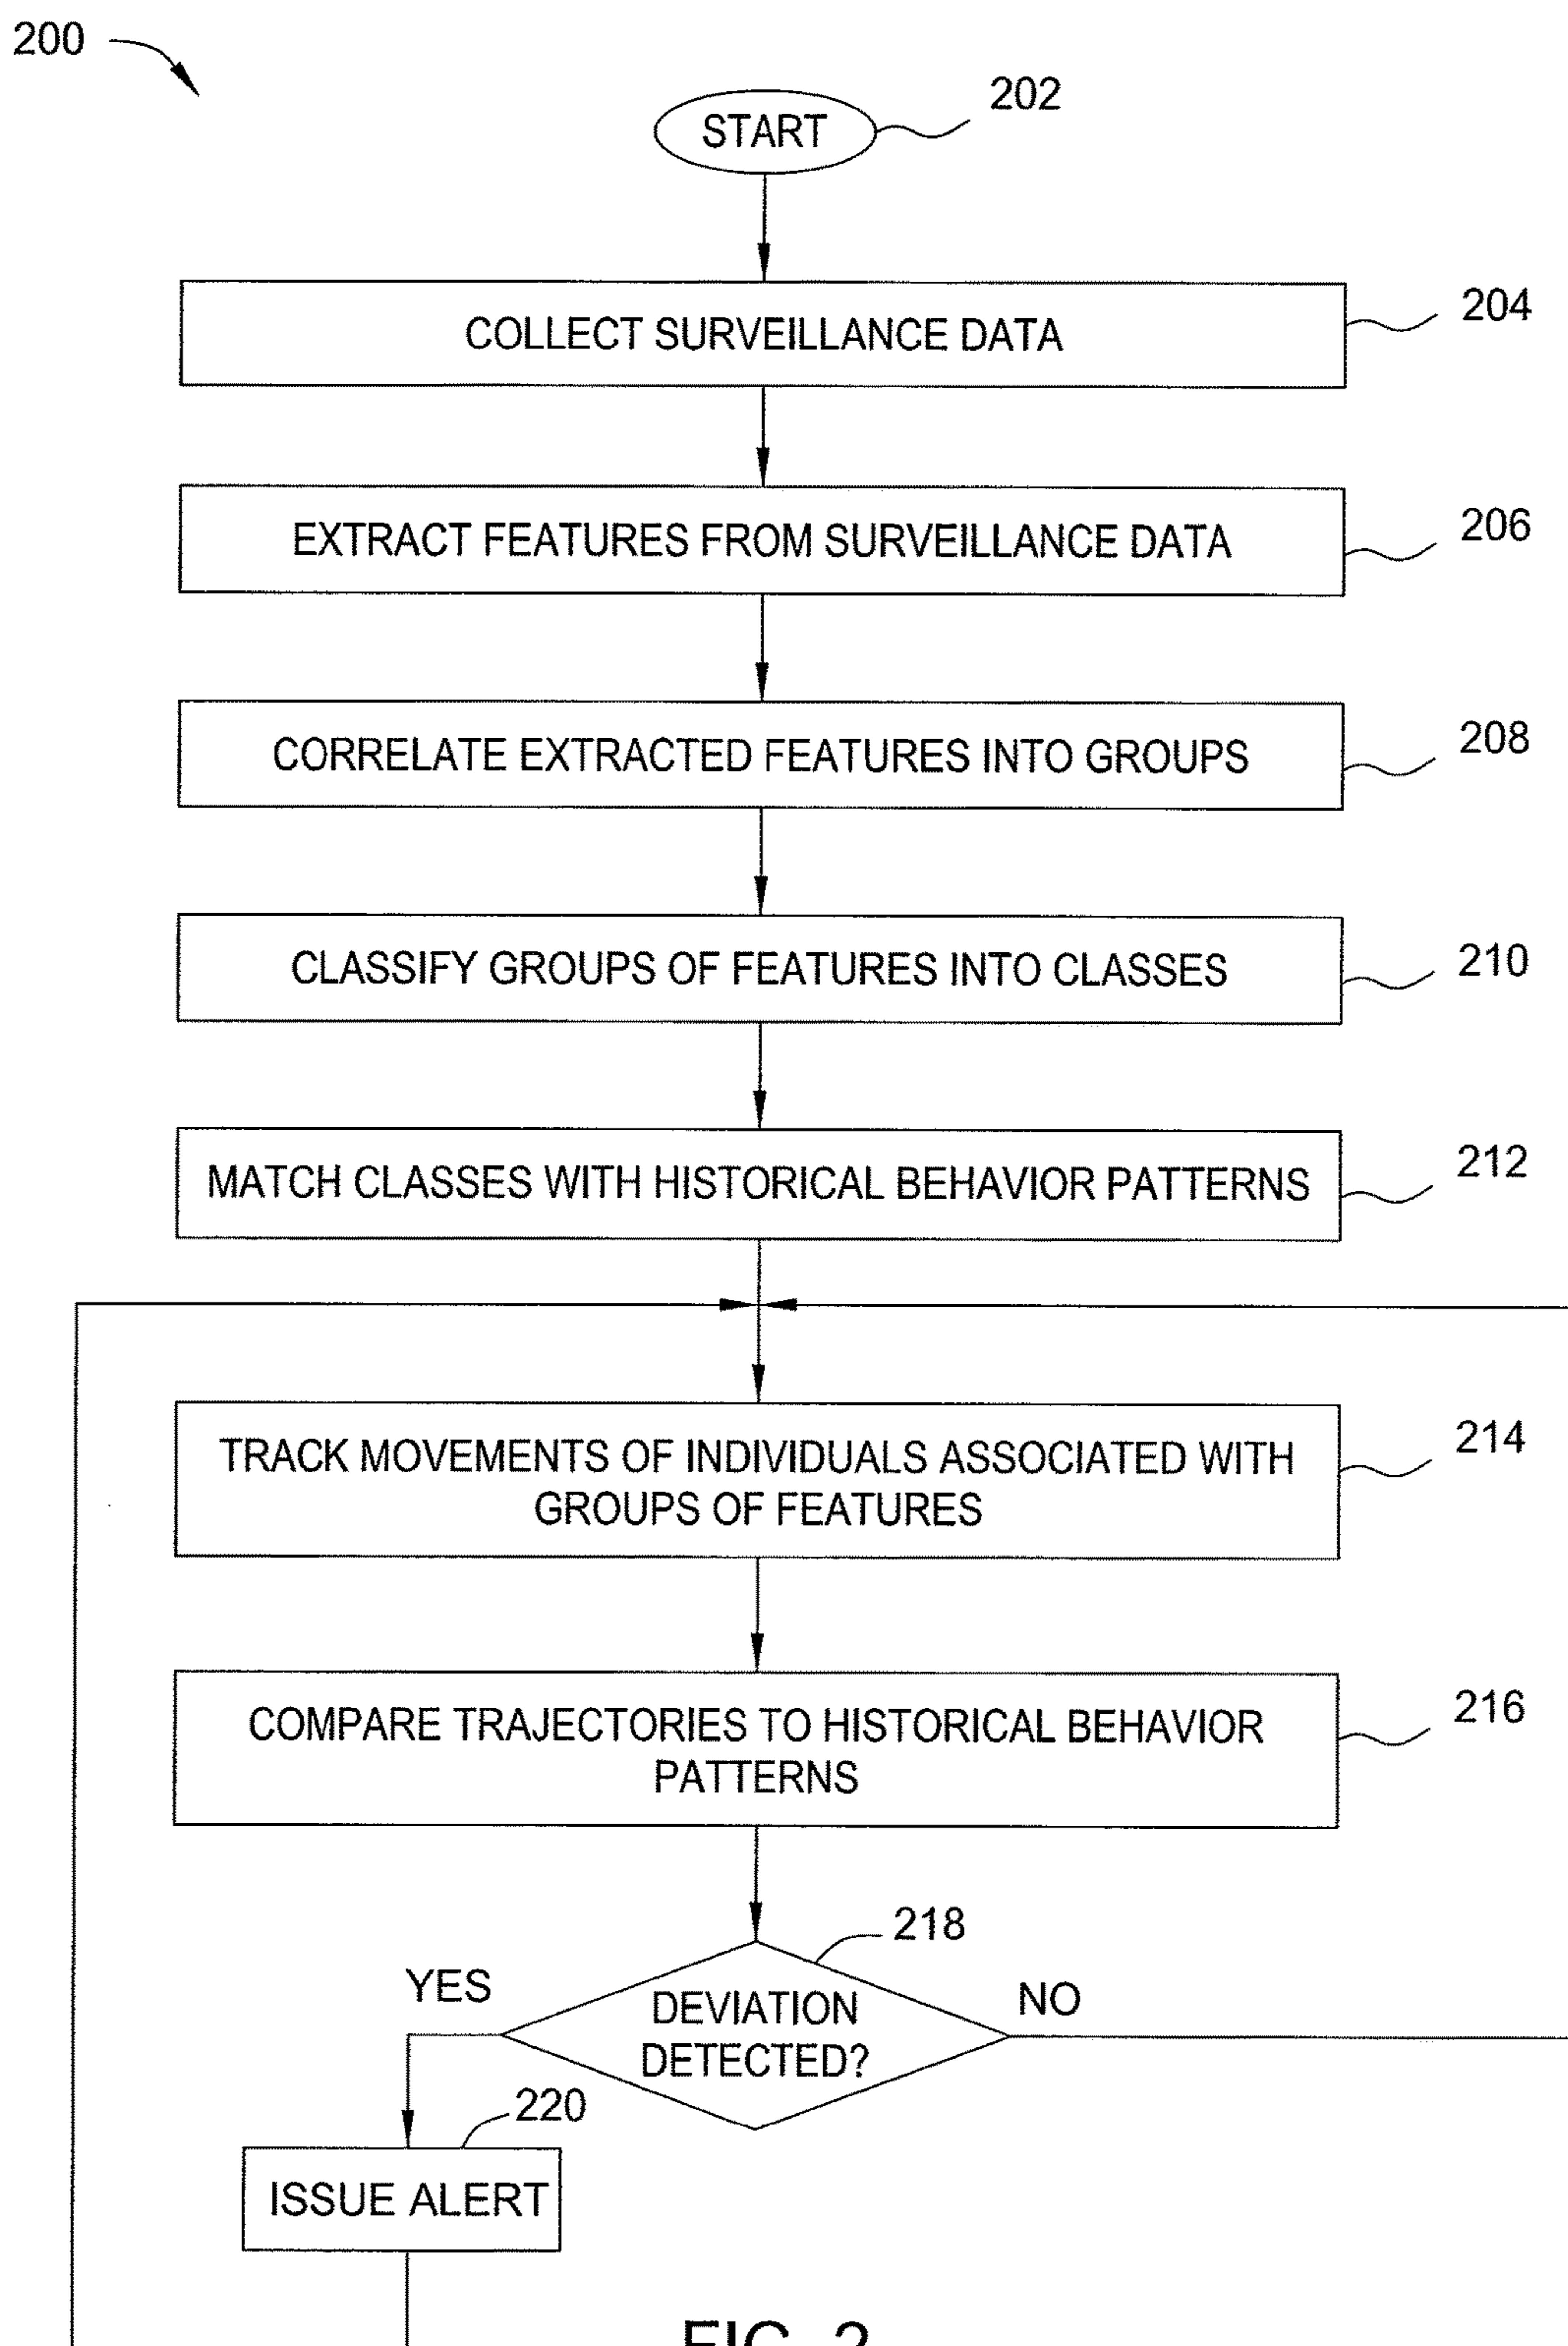 200
START
202
COLLECT SURVEILLANCE DATA
204
EXTRACT FEATURES FROM SURVEILLANCE DATA
206
CORRELATE EXTRACTED FEATURES INTO GROUPS
208
CLASSIFY GROUPS OF FEATURES INTO CLASSES
210
MATCH CLASSES WITH HISTORICAL BEHAVIOR PATTERNS
212
TRACK MOVEMENTS OF INDIVIDUALS ASSOCIATED WITH
GROUPS OF FEATURES
214
COMPARE TRAJECTORIES TO HISTORICAL BEHAVIOR
PATTERNS
216
218
YES
NO
DEVIATION
DETECTED?
220
ISSUE ALERT
FIG. 2